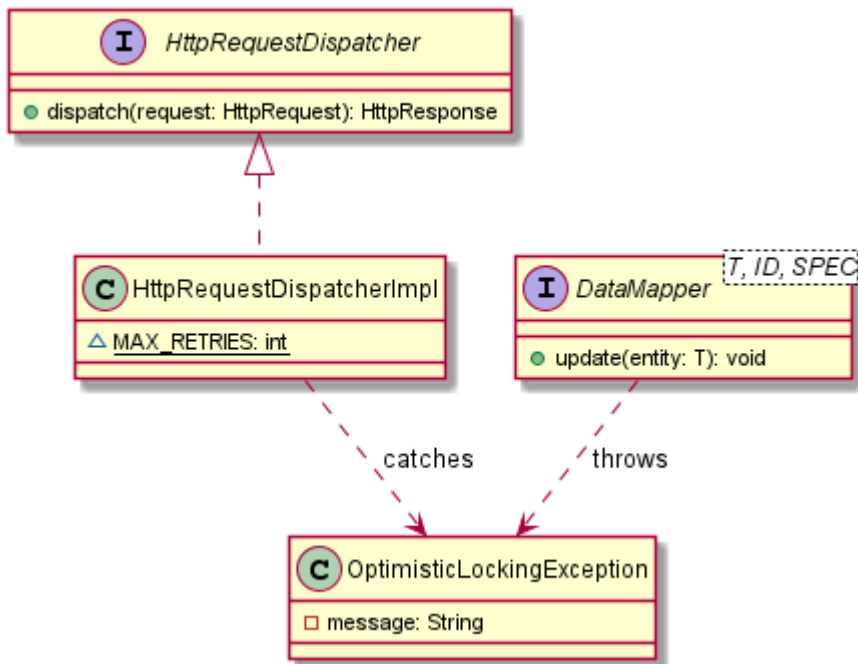 I HttpRequestDispatcher
dispatch(request: HttpRequest): HttpResponse
C HttpRequestDispatcherImpl
MAX_RETRIES: int
T, ID, SPEC
I DataMapper
update(entity: T): void
catches
throws
C OptimisticLockingException
message: String